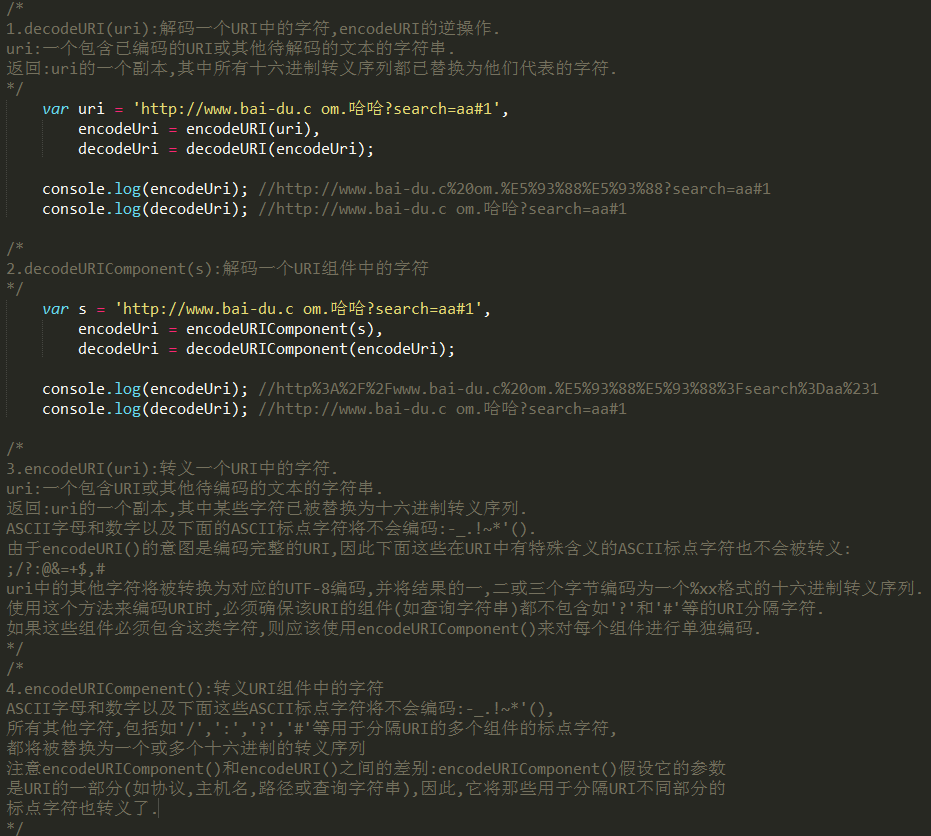 /*
1.decodeURI(uri):解码一个URI中的字符,encodeURI的逆操作.
uri:一个包含已编码的URI或其他待解码的文本的字符串.
返回:uri的一个副本,其中所有十六进制转义序列都已替换为他们代表的字符.
*/
var uri = 'http://www.bai-du.c om.哈哈?search=aa#1',
encodeUri = encodeURI(uri),
decodeUri = decodeURI(encodeUri);
console.log(encodeUri); //http://www.bai-du.c%20om.%E5%93%88%E5%93%88?search=aa#1
console.log(decodeUri); //http://www.bai-du.c om.哈哈?search=aa#1
/*
2.decodeURIComponent(s):解码一个URI组件中的字符
*/
var s = 'http://www.bai-du.c om.哈哈?search=aa#1',
encodeUri = encodeURIComponent(s),
decodeUri = decodeURIComponent(encodeUri);
console.log(encodeUri); //http%3A%2F%2Fwww.bai-du.c%20om.%E5%93%88%E5%93%88%3Fsearch%3Daa%231
console.log(decodeUri); //http://www.bai-du.c om.哈哈?search=aa#1
/*
3.encodeURI(uri):转义一个URI中的字符.
uri:一个包含URI或其他待编码的文本的字符串.
返回:uri的一个副本,其中某些字符已被替换为十六进制转义序列.
ASCII字母和数字以及下面的ASCII标点字符将不会编码:-_.!~*'().
由于encodeURI()的意图是编码完整的URI,因此下面这些在URI中有特殊含义的ASCII标点字符也不会被转义:
;/?:@&=+$,#
uri中的其他字符将被转换为对应的UTF-8编码,并将结果的一,二或三个字节编码为一个%xx格式的十六进制转义序列.
使用这个方法来编码URI时,必须确保该URI的组件(如查询字符串)都不包含如'?'和'#'等的URI分隔字符.
如果这些组件必须包含这类字符,则应该使用encodeURIComponent()来对每个组件进行单独编码.
*/
/*
4.encodeURICompenent():转义URI组件中的字符
ASCII字母和数字以及下面这些ASCII标点字符将不会编码:-_.!~*'(),
所有其他字符,包括如'/',':','?','#'等用于分隔URI的多个组件的标点字符,
都将被替换为一个或多个十六进制的转义序列
注意encodeURIComponent()和encodeURI()之间的差别:encodeURIComponent()假设它的参数
是URI的一部分(如协议,主机名,路径或查询字符串),因此,它将那些用于分隔URI不同部分的
标点字符也转义了.
*/